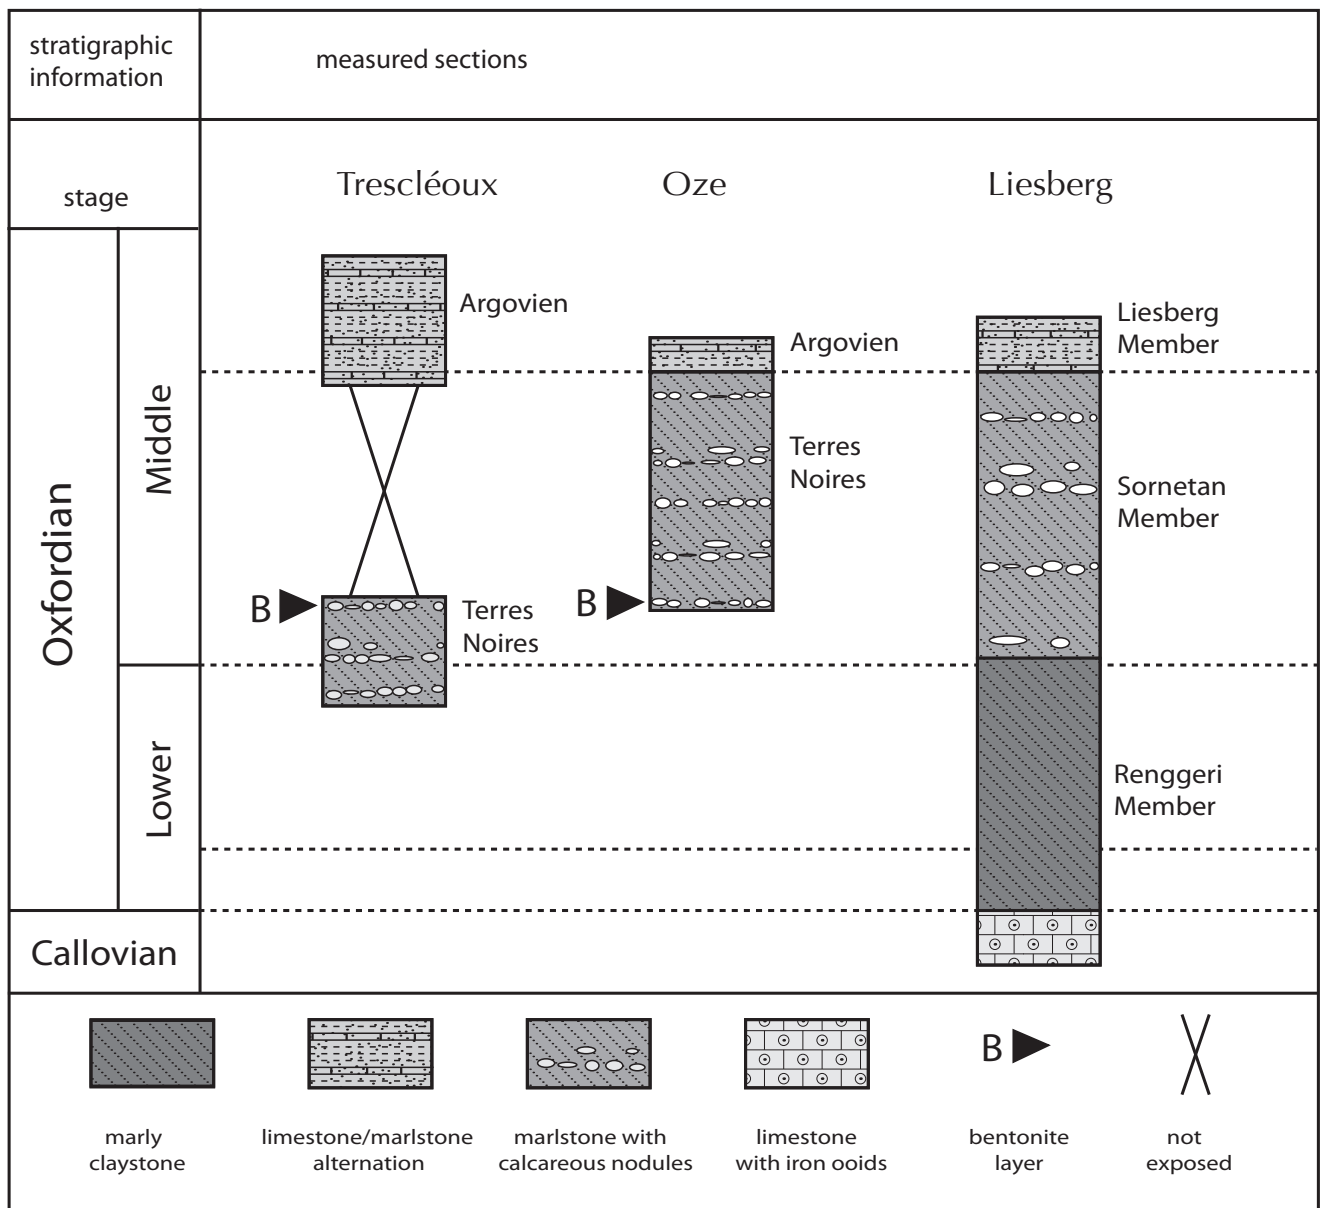 stratigraphic
information
measured sections
stage
Trescléoux
Oze
Liesberg
Oxfordian
Middle
Lower
Callovian
Argovien
Terres
Noires
B
Argovien
Terres
Noires
B
Liesberg
Member
Sornetan
Member
Renggeri
Member
marly
claystone
limestone/marlstone
alternation
marlstone with
calcareous nodules
limestone
with iron ooids
B
bentonite
layer
not
exposed